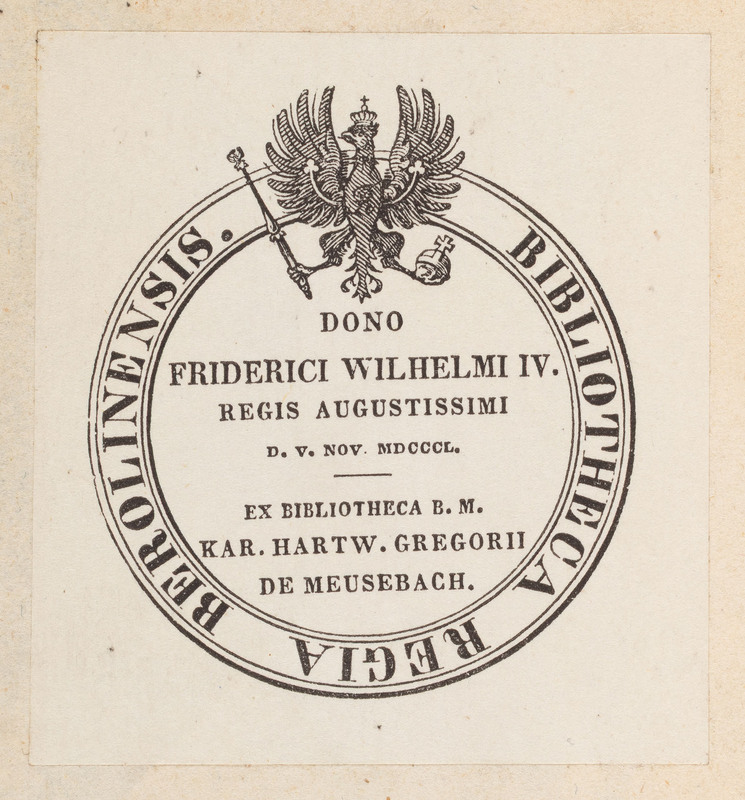 BIBLIOTHECA REGIA BEROLINENSIS.
DONO
FRIDERICI WILHELMI IV.
REGIS AUGUSTISSIMI
D. V. NOV. MDCCCL.
EX BIBLIOTHECA B. M.
KAR. HARTW. GREGORII
DE MEUSEBACH.